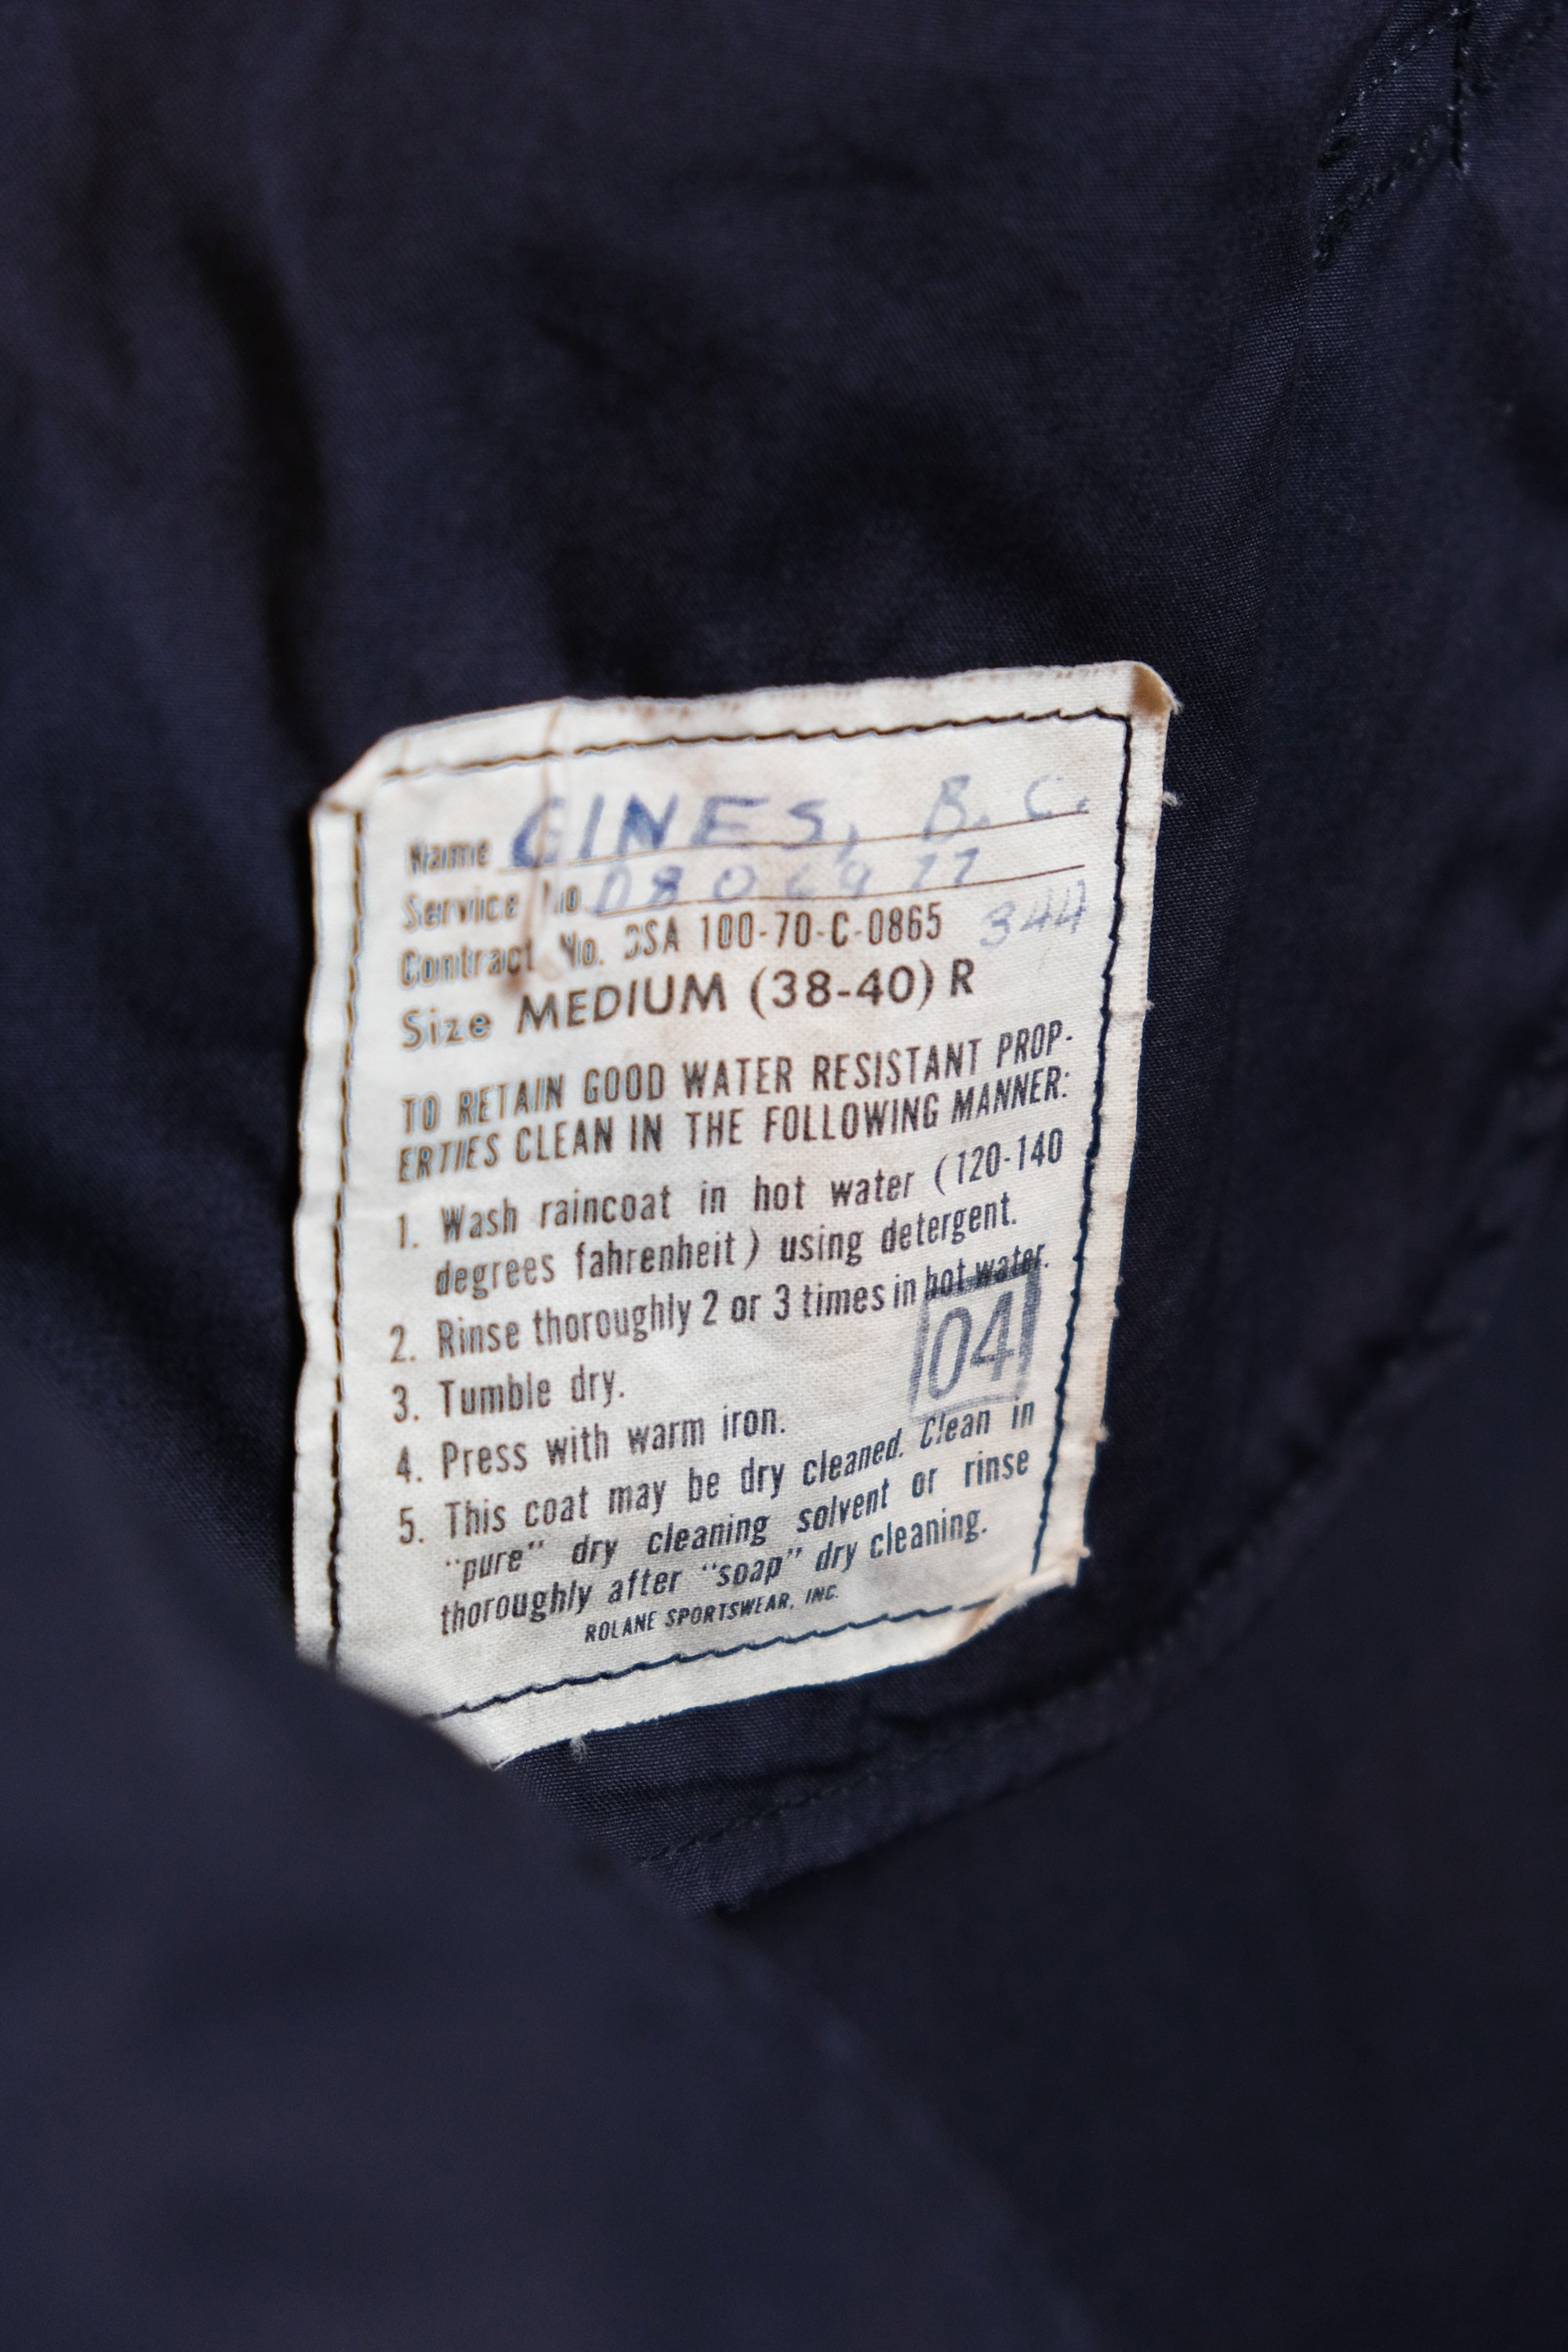 Name GINES, B. C.
Service No. D806977
Contract No. DSA 100-70-C-0865 344
Size MEDIUM (38-40) R
TO RETAIN GOOD WATER RESISTANT PROP-
ERTIES CLEAN IN THE FOLLOWING MANNER:
1. Wash raincoat in hot water (120-140
degrees fahrenheit) using detergent.
2. Rinse thoroughly 2 or 3 times in hot water.
04
3. Tumble dry.
4. Press with warm iron.
5. This coat may be dry cleaned. Clean in
"pure" dry cleaning solvent or rinse
thoroughly after "soap" dry cleaning.
ROLANE SPORTSWEAR, INC.